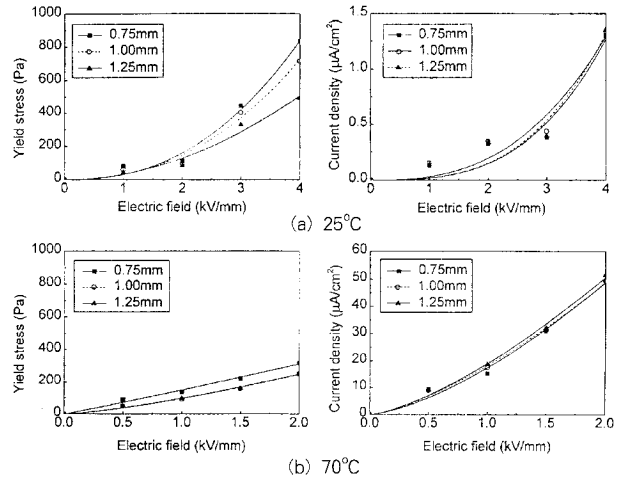 1000
800
600
400
200
0
Yield stress (Pa)
0.75mm
1.00mm
1.25mm
0 1 2 3 4
Electric field (kV/mm)
1.5
1.2
0.9
0.5
0.3
0.0
Current density (μA/cm²)
0.75mm
1.00mm
1.25mm
0 1 2 3 4
Electric field (kV/mm)
(a) 25°C
1000
800
600
400
200
0
Yield stress (Pa)
0.75mm
1.00mm
1.25mm
0.0 0.5 1.0 1.5 2.0
Electric field (kV/mm)
60
50
40
30
20
10
0
Current density (μA/cm²)
0.75mm
1.00mm
1.25mm
0.0 0.5 1.0 1.5 2.0
Electric field (kV/mm)
(b) 70°C